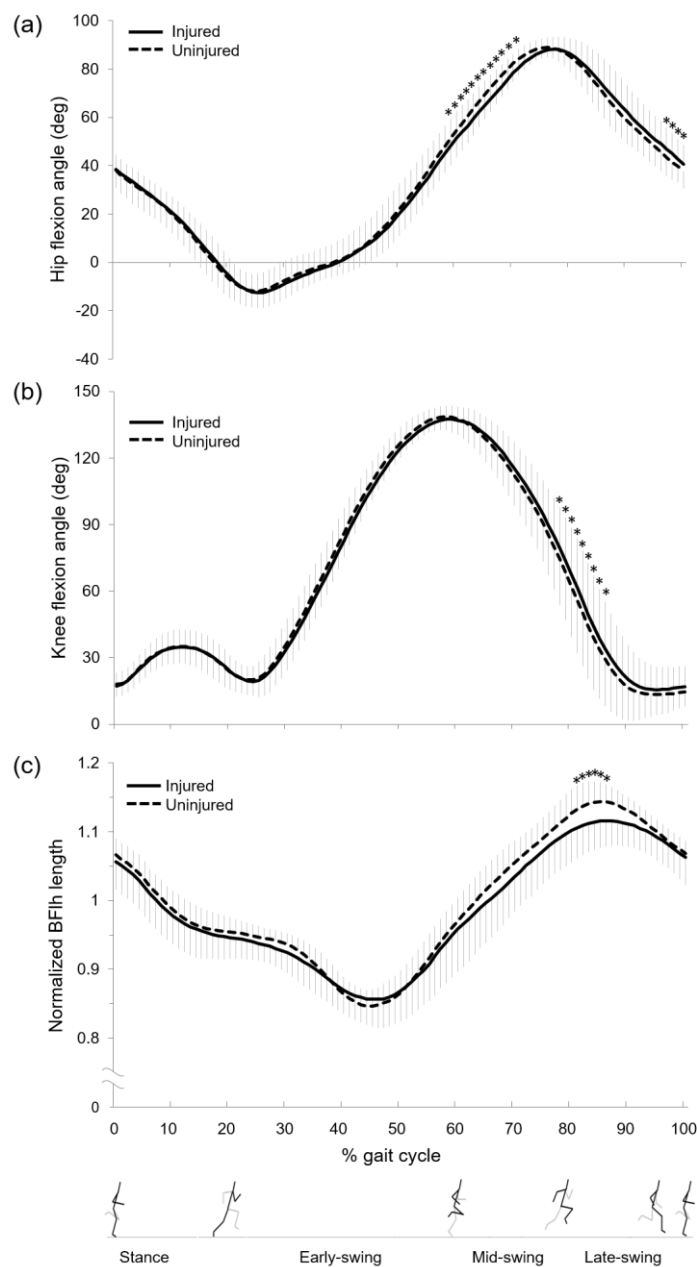 (a)
100
80
60
40
20
0
-20
-40
Hip flexion angle (deg)
Injured
Uninjured
***********
****
(b)
150
120
90
60
30
0
Knee flexion angle (deg)
Injured
Uninjured
*********
(c)
1.2
1.1
1
0.9
0.8
0
Normalized BFlh length
Injured
Uninjured
******
0 10 20 30 40 50 60 70 80 90 100
% gait cycle
Stance Early-swing Mid-swing Late-swing